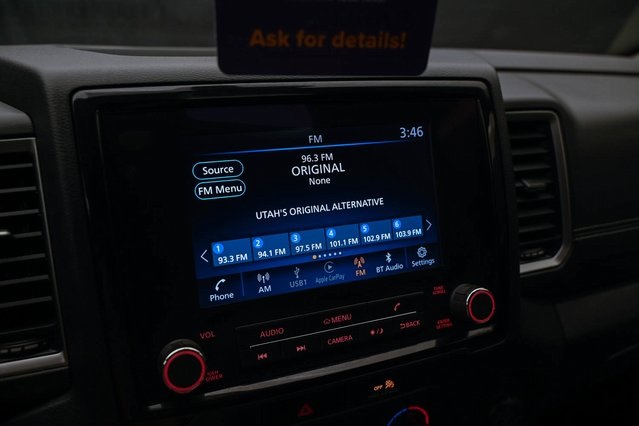 Ask for details!
FM
3:46
Source
FM Menu
96.3 FM
ORIGINAL
None
UTAH'S ORIGINAL ALTERNATIVE
1 2 3 4 5 6
93.3 FM 94.1 FM 97.5 FM 101.1 FM 102.9 FM 103.9 FM
Phone AM USB1 Apple CarPlay FM BT Audio Settings
VOL
AUDIO MENU
CAMERA BACK
TUNE
SCROLL
OFF